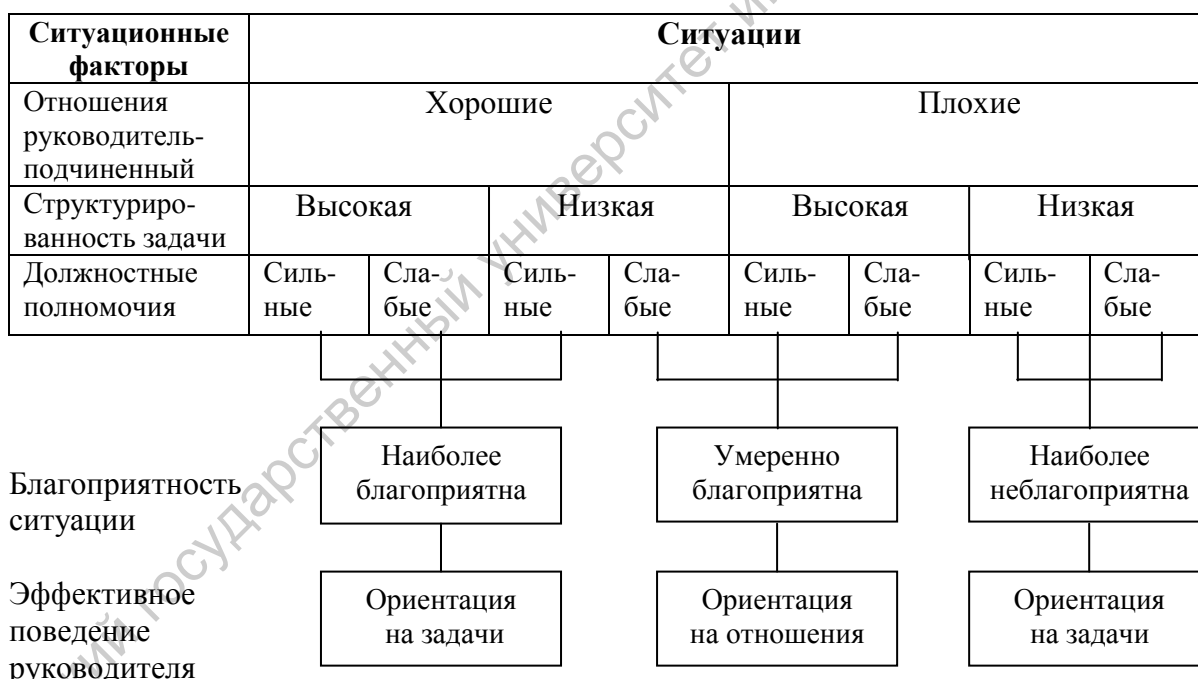 Ситуационные факторы
Ситуации
Отношения
руководитель-
подчиненный
Хорошие
Плохие
Структуриро-
ванность задачи
Высокая
Низкая
Высокая
Низкая
Должностные
полномочия
Силь-
ные
Сла-
бые
Силь-
ные
Сла-
бые
Силь-
ные
Сла-
бые
Силь-
ные
Сла-
бые
Благоприятность
ситуации
Наиболее
благоприятна
Умеренно
благоприятна
Наиболее
неблагоприятна
Эффективное
поведение
руководителя
Ориентация
на задачи
Ориентация
на отношения
Ориентация
на задачи
государственный университет